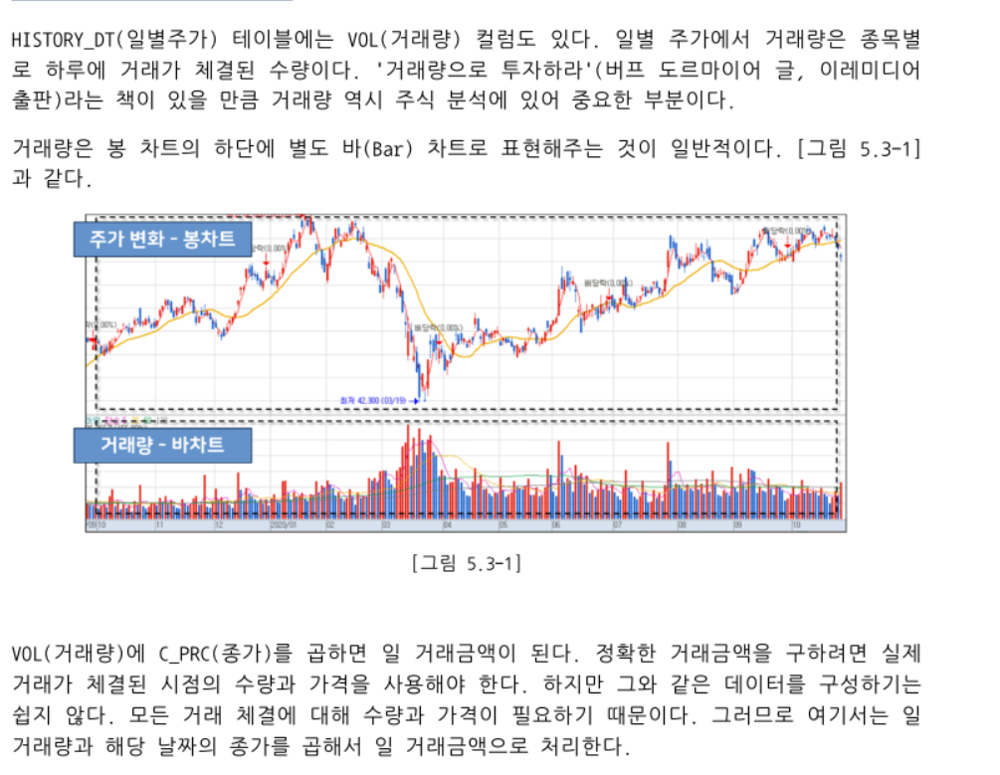 HISTORY_DT(일별주가) 테이블에는 VOL(거래량) 컬럼도 있다. 일별 주가에서 거래량은 종목별
로 하루에 거래가 체결된 수량이다. '거래량으로 투자하라'(버프 도르마이어 글, 이레미디어
출판)라는 책이 있을 만큼 거래량 역시 주식 분석에 있어 중요한 부분이다.
거래량은 봉 차트의 하단에 별도 바(Bar) 차트로 표현해주는 것이 일반적이다. [그림 5.3-1]
과 같다.
주가 변화 - 봉차트
배당락(0.00%)
배당락(0.00%)
최저 42,300 (03/19)
거래량 - 바차트
11 12 2020/01 02 03 04 05 06 07 08 09 10
[그림 5.3-1]
VOL(거래량)에 C_PRC(종가)를 곱하면 일 거래금액이 된다. 정확한 거래금액을 구하려면 실제
거래가 체결된 시점의 수량과 가격을 사용해야 한다. 하지만 그와 같은 데이터를 구성하기는
쉽지 않다. 모든 거래 체결에 대해 수량과 가격이 필요하기 때문이다. 그러므로 여기서는 일
거래량과 해당 날짜의 종가를 곱해서 일 거래금액으로 처리한다.